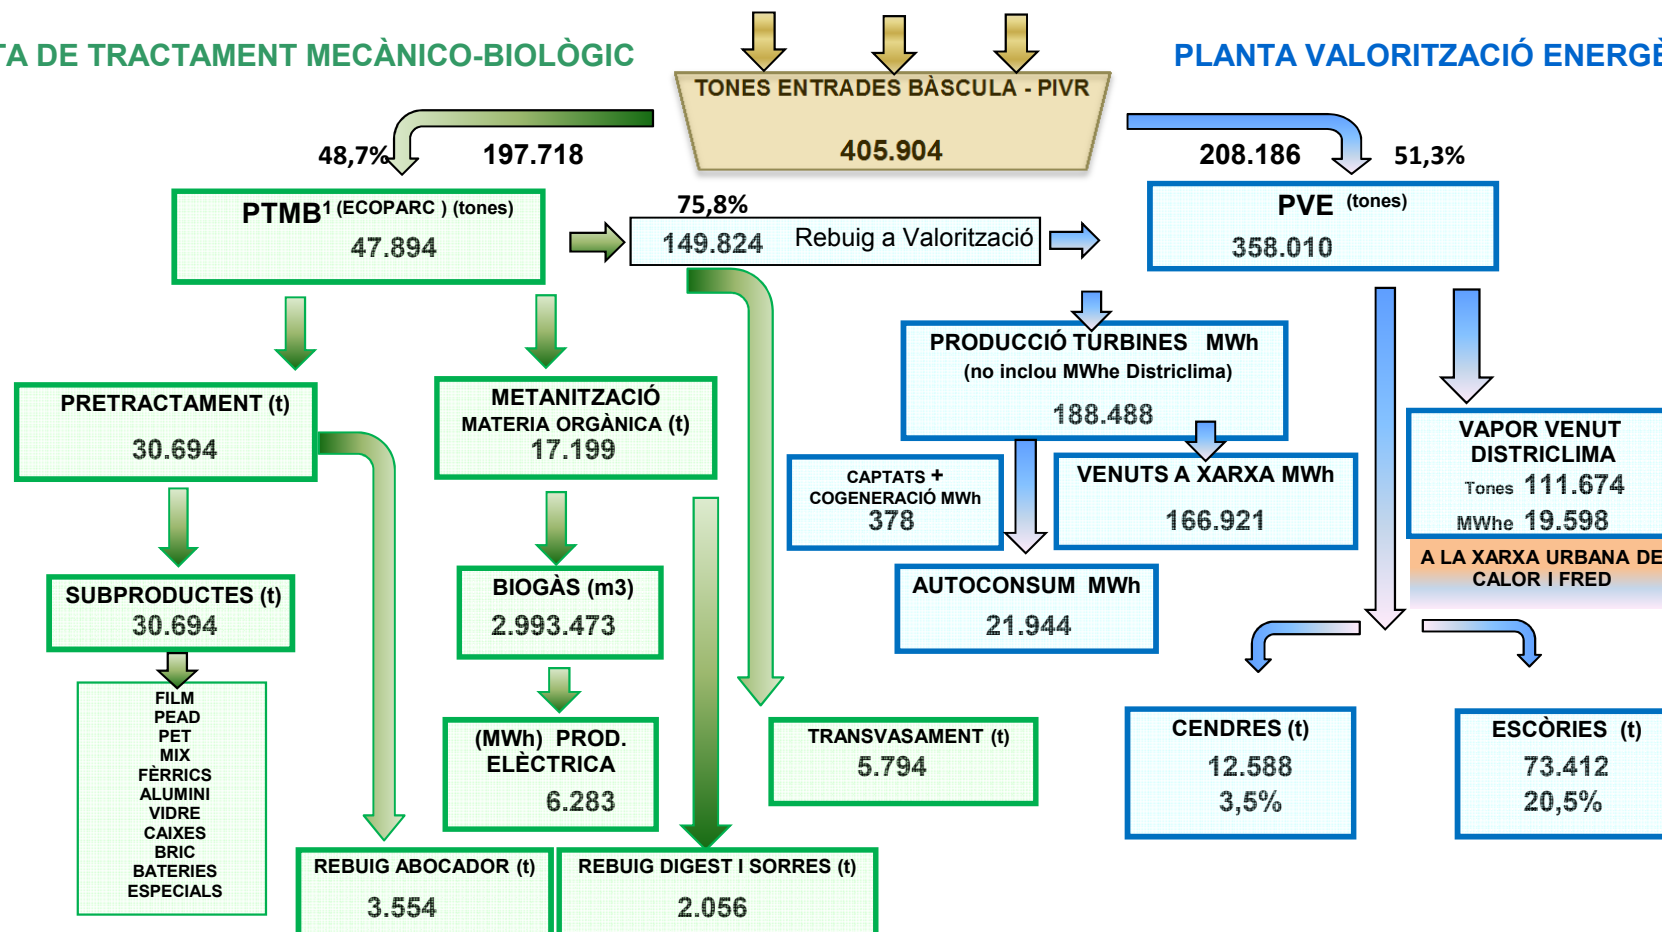 TA DE TRACTAMENT MECÀNICO-BIOLÒGIC
PLANTA VALORITZACIÓ ENERGÈ
TONES ENTRADES BÀSCULA - PIVR
405.904
48,7%
197.718
208.186
51,3%
PTMB1 (ECOPARC ) (tones)
47.894
75,8%
149.824 Rebuig a Valorització
PVE (tones)
358.010
PRODUCCIÓ TURBINES MWh
(no inclou MWhe Districlima)
188.488
PRETRACTAMENT (t)
30.694
METANITZACIÓ
MATERIA ORGÀNICA (t)
17.199
CAPTATS +
COGENERACIÓ MWh
378
VENUTS A XARXA MWh
166.921
VAPOR VENUT
DISTRICLIMA
Tones 111.674
MWhe 19.598
A LA XARXA URBANA DE
CALOR I FRED
SUBPRODUCTES (t)
30.694
BIOGÀS (m3)
2.993.473
AUTOCONSUM MWh
21.944
FILM
PEAD
PET
MIX
FÈRRICS
ALUMINI
VIDRE
CAIXES
BRIC
BATERIES
ESPECIALS
(MWh) PROD.
ELÈCTRICA
6.283
TRANSVASAMENT (t)
5.794
CENDRES (t)
12.588
3,5%
ESCÒRIES (t)
73.412
20,5%
REBUIG ABOCADOR (t)
3.554
REBUIG DIGEST I SORRES (t)
2.056